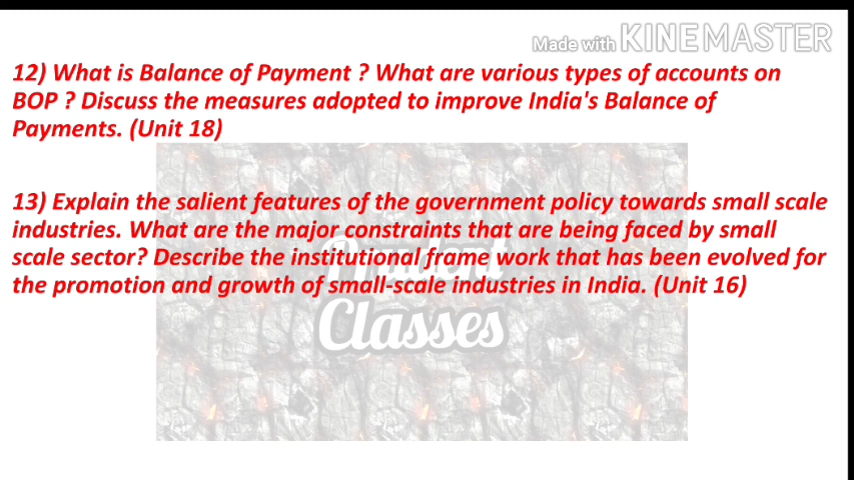 Made with KINEMASTER
12) What is Balance of Payment ? What are various types of accounts on
BOP ? Discuss the measures adopted to improve India's Balance of
Payments. (Unit 18)
13) Explain the salient features of the government policy towards small scale
industries. What are the major constraints that are being faced by small
scale sector? Describe the institutional frame work that has been evolved for
the promotion and growth of small-scale industries in India. (Unit 16)
Classes